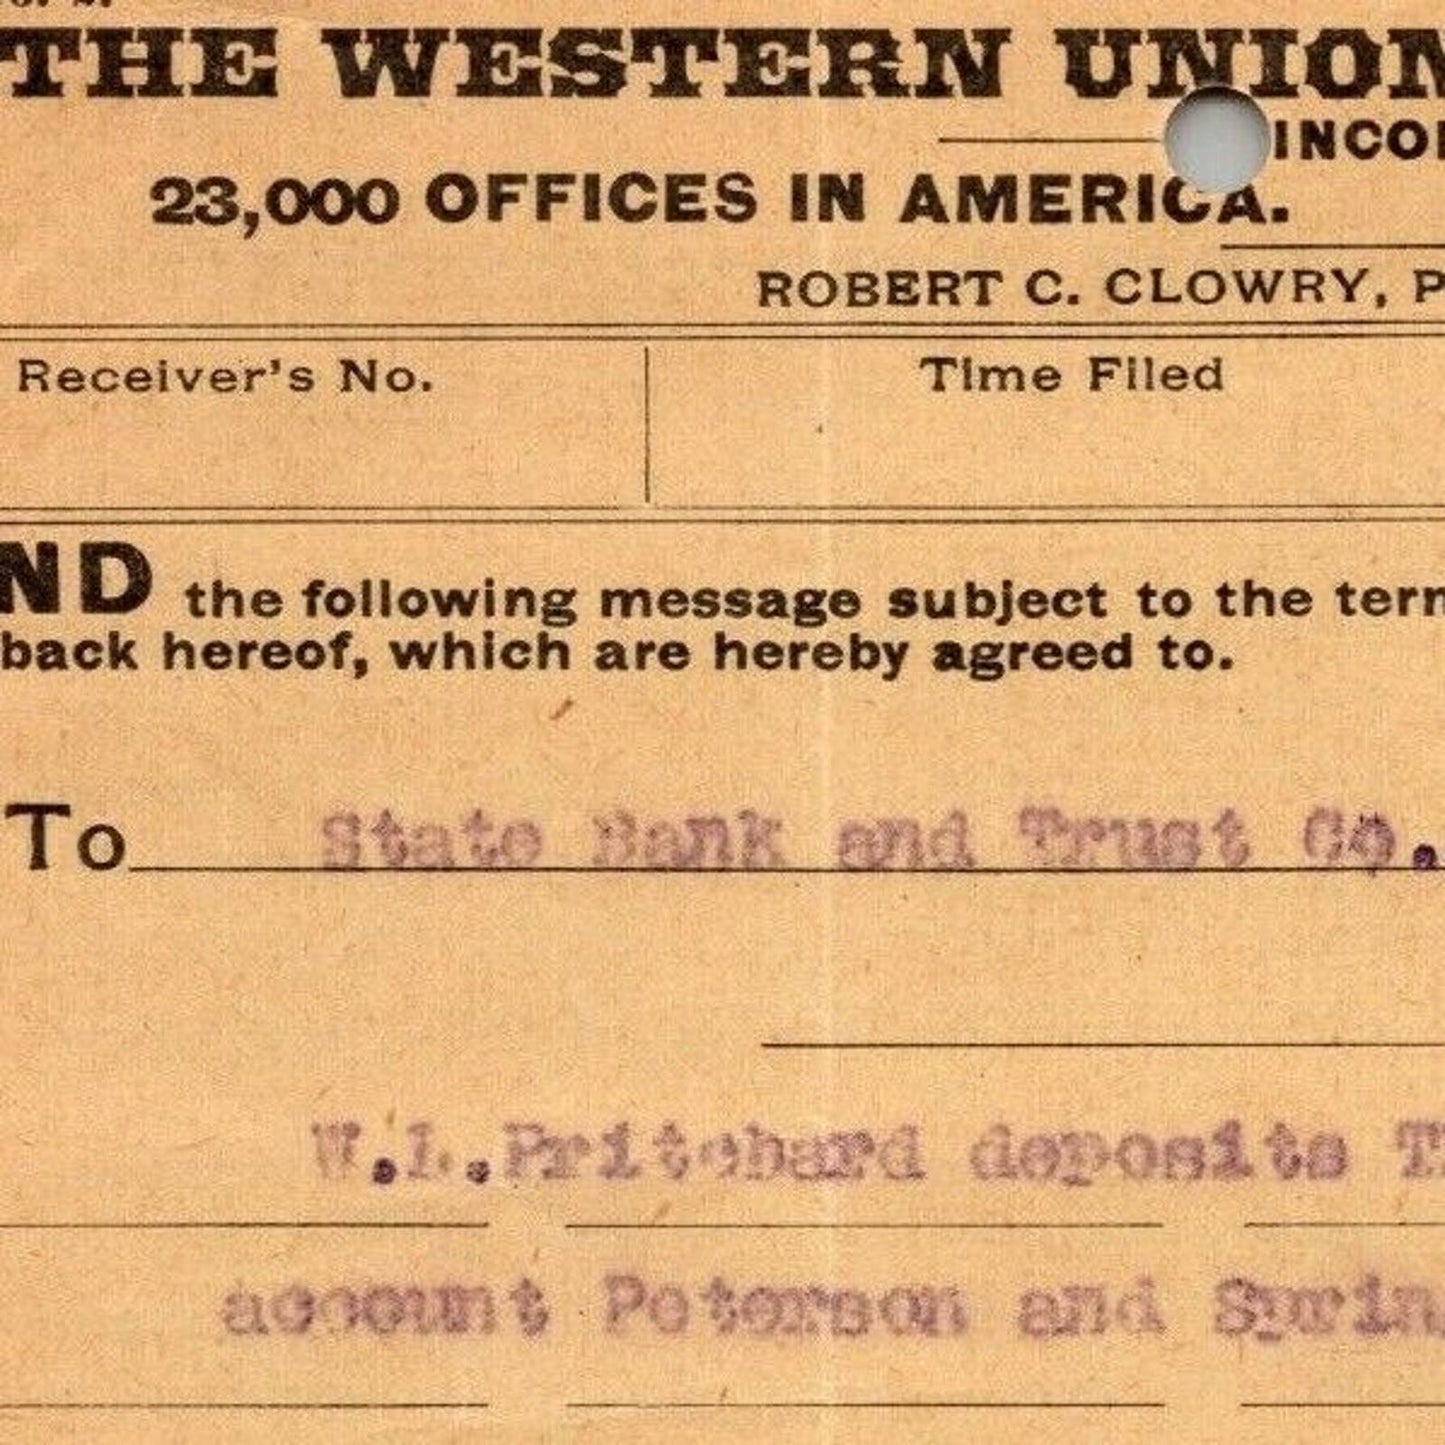 THE WESTERN UNION
INCO
23,000 OFFICES IN AMERICA.
ROBERT C. CLOWRY, P
Receiver's No.
Time Filed
ND the following message subject to the ter
back hereof, which are hereby agreed to.
To State Bank and Trust Co.
W.L.Pritchard deposits T
account Peterson and Sprin